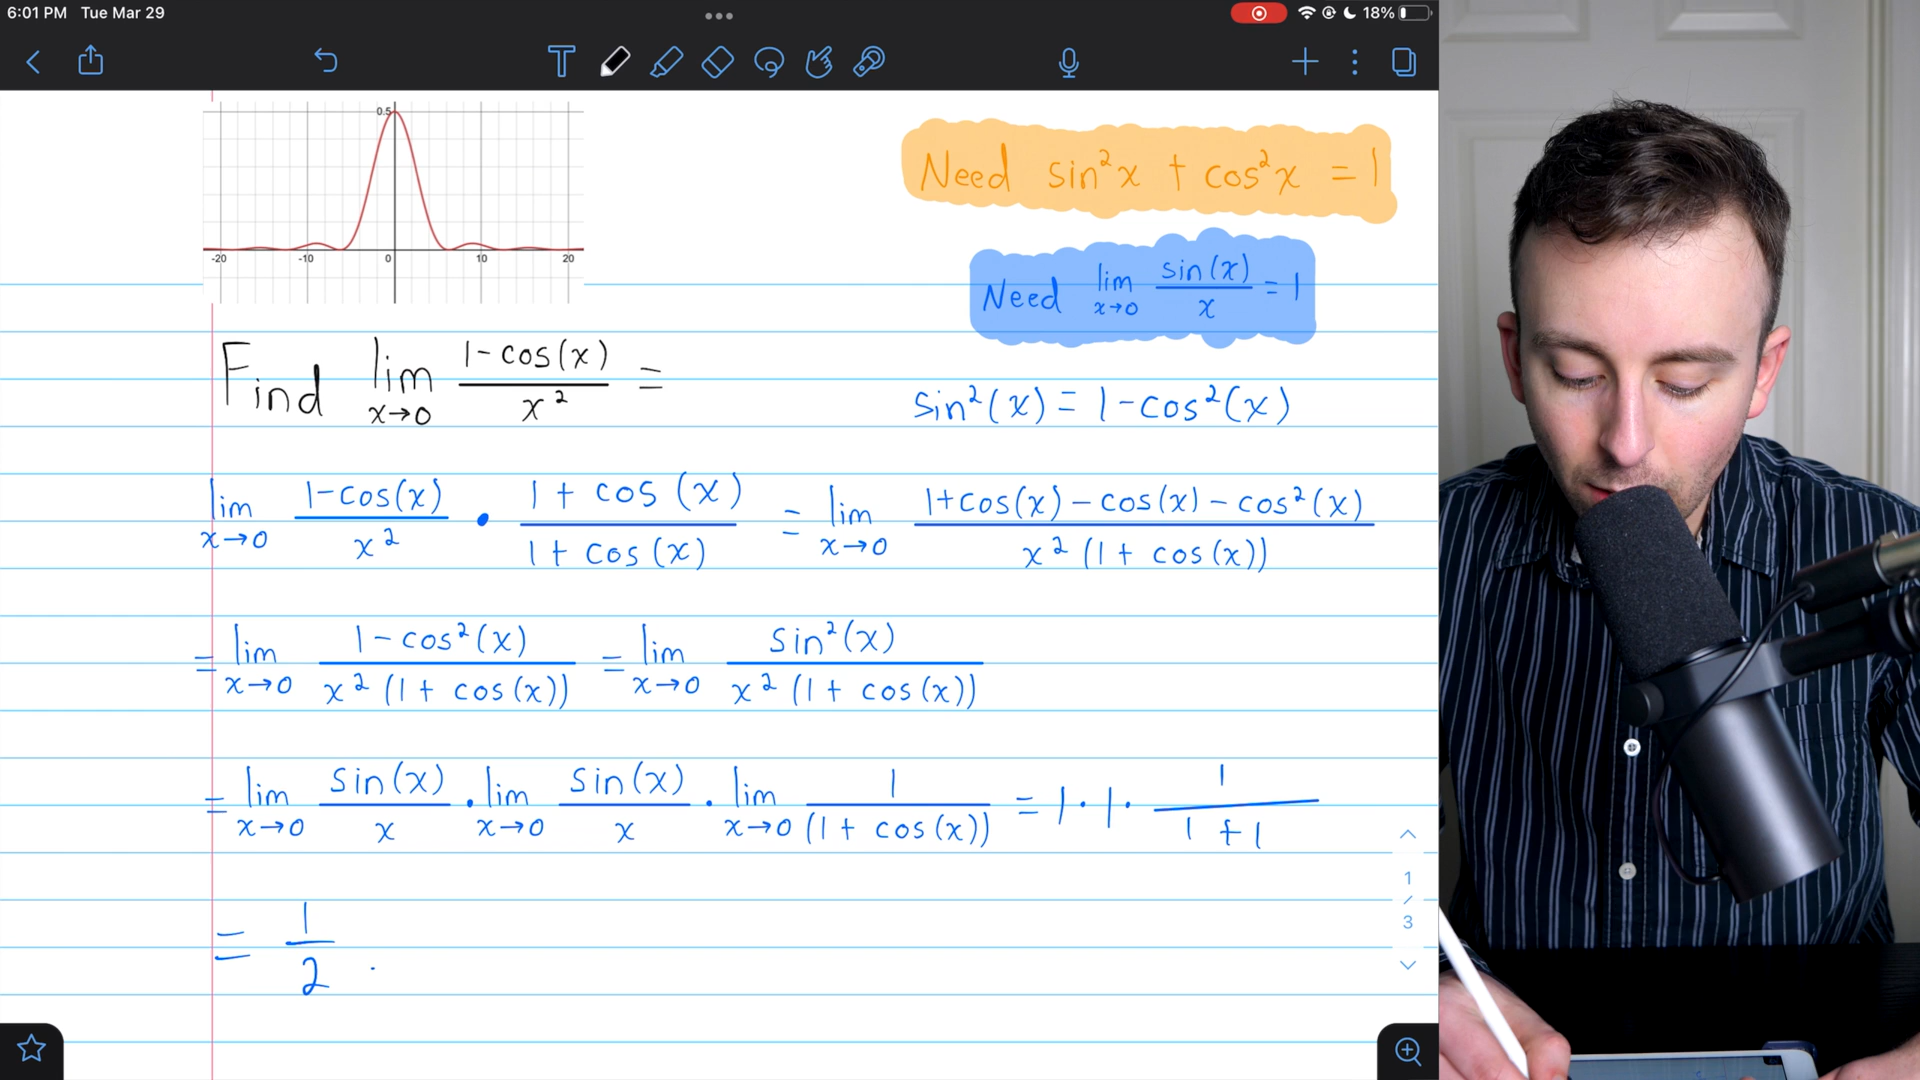 6:01 PM Tue Mar 29
18%
T
0.5
-20 -10 0 10 20
Need sin²x + cos²x = 1
Need lim x→0 sin(x)/x = 1
Find lim x→0 1-cos(x)/x² =
sin²(x) = 1-cos²(x)
lim x→0 1-cos(x)/x² • 1 + cos (x)/1 + cos (x) = lim x→0 1+cos(x) - cos(x) - cos²(x)/x² (1 + cos(x))
= lim x→0 1 - cos²(x)/x² (1 + cos(x)) = lim x→0 sin²(x)/x² (1 + cos(x))
= lim x→0 sin(x)/x · lim x→0 sin(x)/x · lim x→0 1/(1 + cos(x)) = 1 · 1 · 1/1 + 1
= 1/2 .
1 / 3